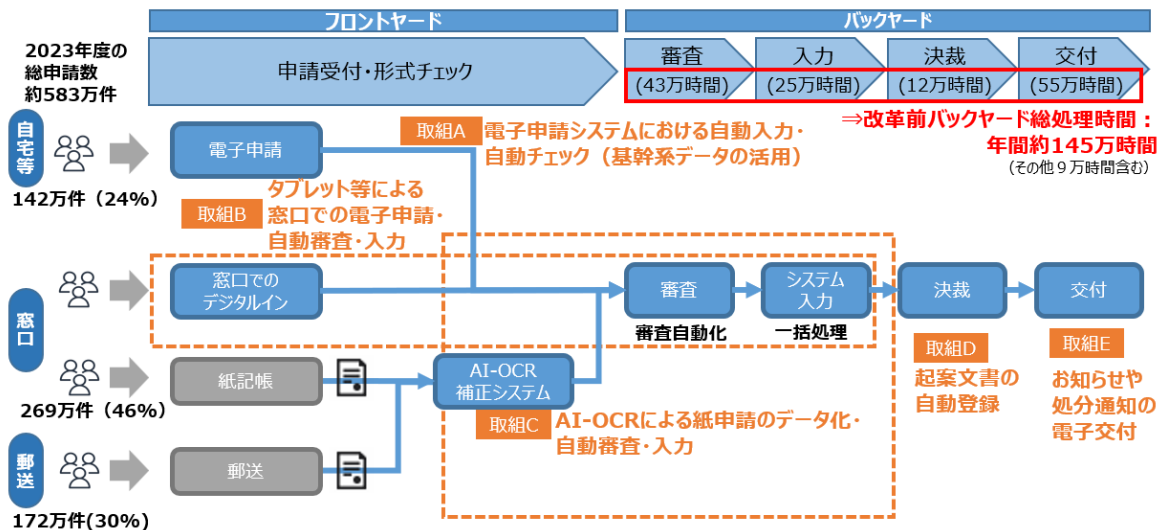 フロントヤード
バックヤード
2023年度の
総申請数
約583万件
申請受付・形式チェック
審査
(43万時間)
入力
(25万時間)
決裁
(12万時間)
交付
(55万時間)
⇒改革前バックヤード総処理時間：
年間約145万時間
(その他９万時間含む)
自宅等
142万件（24%）
電子申請
取組A
電子申請システムにおける自動入力・
自動チェック（基幹系データの活用）
取組B
タブレット等による
窓口での電子申請・
自動審査・入力
窓口
窓口での
デジタルイン
審査
審査自動化
システム
入力
一括処理
決裁
交付
紙記帳
269万件（46%）
AI-OCR
補正システム
取組C
AI-OCRによる紙申請のデータ化・
自動審査・入力
取組D
起案文書の
自動登録
取組E
お知らせや
処分通知の
電子交付
郵送
郵送
172万件(30%)